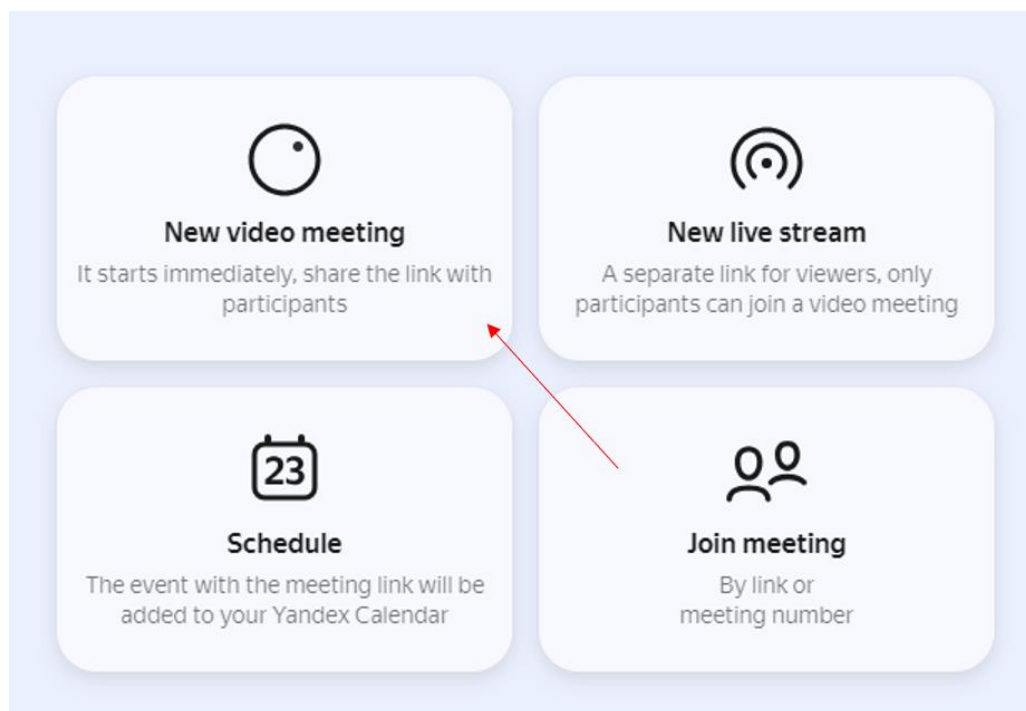 New video meeting
It starts immediately, share the link with
participants
New live stream
A separate link for viewers, only
participants can join a video meeting
23
Schedule
The event with the meeting link will be
added to your Yandex Calendar
Join meeting
By link or
meeting number